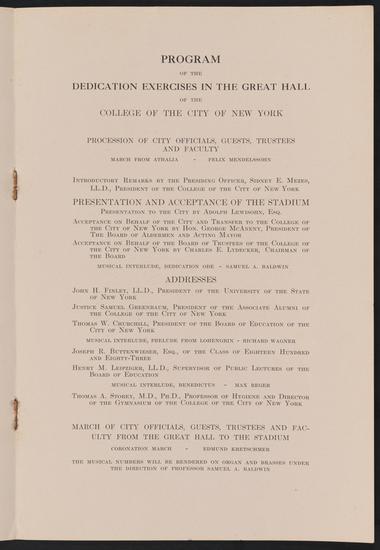 PROGRAM
OF THE
DEDICATION EXERCISES IN THE GREAT HALL
OF THE
COLLEGE OF THE CITY OF NEW YORK
PROCESSION OF CITY OFFICIALS, GUESTS, TRUSTEES
AND FACULTY
MARCH FROM ATHALIA - FELIX MENDELSSOHN
Introductory Remarks by the Presiding Officer, Sidney E. Mezes,
LL.D., President of the College of the City of New York
PRESENTATION AND ACCEPTANCE OF THE STADIUM
Presentation to the City by Adolph Lewisohn, Esq.
Acceptance on Behalf of the City and Transfer to the College of
the City of New York by Hon. George McAneny, President of
The Board of Aldermen and Acting Mayor
Acceptance on Behalf of the Board of Trustees of the College of
the City of New York by Charles E. Lydecker, Chairman of
the Board
MUSICAL INTERLUDE, DEDICATION ODE - SAMUEL A. BALDWIN
ADDRESSES
John H. Finley, LL.D., President of the University of the State
of New York
Justice Samuel Greenbaum, President of the Associate Alumni of
the College of the City of New York
Thomas W. Churchill, President of the Board of Education of the
City of New York
MUSICAL INTERLUDE, PRELUDE FROM LOHENGRIN - RICHARD WAGNER
Joseph R. Buttenwieser, Esq., of the Class of Eighteen Hundred
and Eighty-Three
Henry M. Leipziger, LL.D., Supervisor of Public Lectures of the
Board of Education
MUSICAL INTERLUDE, BENEDICTUS - MAX REGER
Thomas A. Storey, M.D., Ph.D., Professor of Hygiene and Director
of the Gymnasium of the College of the City of New York
MARCH OF CITY OFFICIALS, GUESTS, TRUSTEES AND FAC-
ULTY FROM THE GREAT HALL TO THE STADIUM
CORONATION MARCH - EDMUND KRETSCHMER
THE MUSICAL NUMBERS WILL BE RENDERED ON ORGAN AND BRASSES UNDER
THE DIRECTION OF PROFESSOR SAMUEL A. BALDWIN